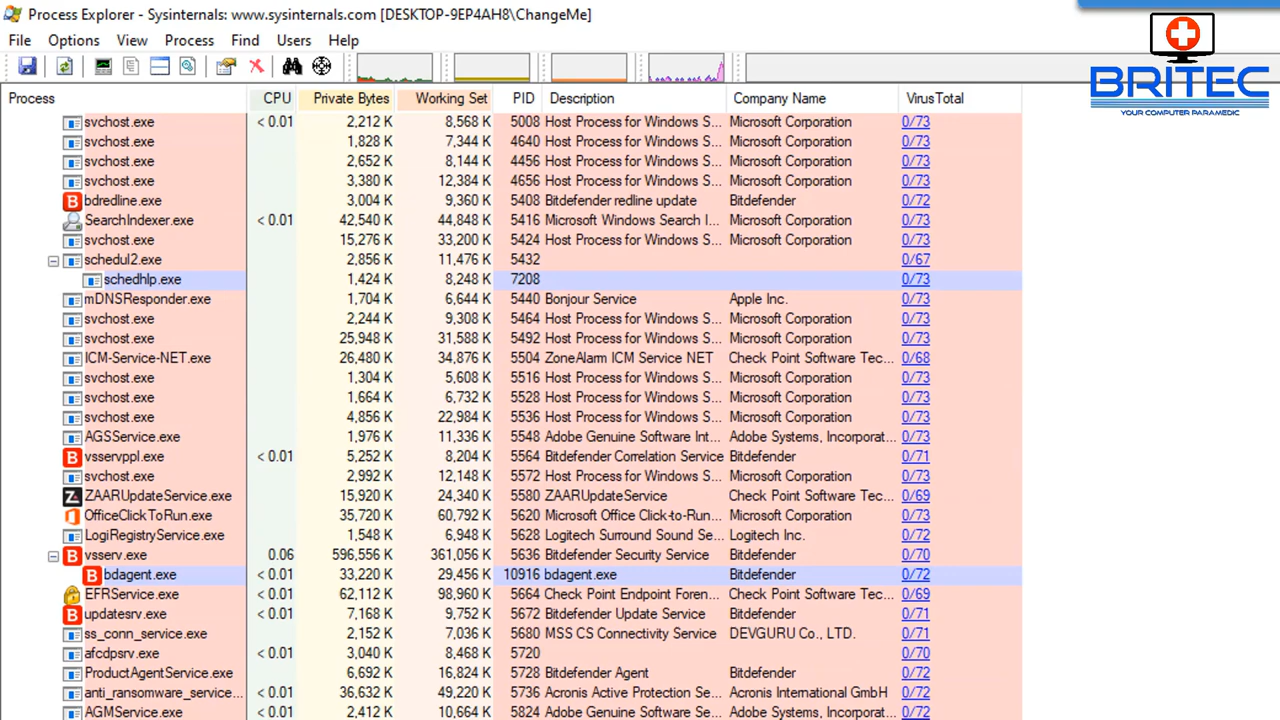 Process Explorer - Sysinternals: www.sysinternals.com [DESKTOP-9EP4AH8\ChangeMe]
File Options View Process Find Users Help
BRITEC
YOUR COMPUTER PARAMEDIC
Process CPU Private Bytes Working Set PID Description Company Name VirusTotal
svchost.exe < 0.01 2,212 K 8,568 K 5008 Host Process for Windows S... Microsoft Corporation 0/73
svchost.exe 1,828 K 7,344 K 4640 Host Process for Windows S... Microsoft Corporation 0/73
svchost.exe 2,652 K 8,144 K 4456 Host Process for Windows S... Microsoft Corporation 0/73
svchost.exe 3,380 K 12,384 K 4656 Host Process for Windows S... Microsoft Corporation 0/73
bdredline.exe 3,004 K 9,360 K 5408 Bitdefender redline update Bitdefender 0/72
SearchIndexer.exe < 0.01 42,540 K 44,848 K 5416 Microsoft Windows Search I... Microsoft Corporation 0/73
svchost.exe 15,276 K 33,200 K 5424 Host Process for Windows S... Microsoft Corporation 0/73
schedul2.exe 2,856 K 11,476 K 5432 0/67
schedhlp.exe 1,424 K 8,248 K 7208 0/73
mDNSResponder.exe 1,704 K 6,644 K 5440 Bonjour Service Apple Inc. 0/73
svchost.exe 2,244 K 9,308 K 5464 Host Process for Windows S... Microsoft Corporation 0/73
svchost.exe 25,948 K 31,588 K 5492 Host Process for Windows S... Microsoft Corporation 0/73
ICM-Service-NET.exe 26,480 K 34,876 K 5504 ZoneAlarm ICM Service NET Check Point Software Tec... 0/68
svchost.exe 1,304 K 5,608 K 5516 Host Process for Windows S... Microsoft Corporation 0/73
svchost.exe 1,664 K 6,732 K 5528 Host Process for Windows S... Microsoft Corporation 0/73
svchost.exe 4,856 K 22,984 K 5536 Host Process for Windows S... Microsoft Corporation 0/73
AGSService.exe 1,976 K 11,336 K 5548 Adobe Genuine Software Int... Adobe Systems, Incorporat... 0/73
vsservppl.exe < 0.01 5,252 K 8,204 K 5564 Bitdefender Correlation Service Bitdefender 0/71
svchost.exe 2,992 K 12,148 K 5572 Host Process for Windows S... Microsoft Corporation 0/73
ZAARUpdateService.exe 15,920 K 24,340 K 5580 ZAARUpdateService Check Point Software Tec... 0/69
OfficeClickToRun.exe 35,720 K 60,792 K 5620 Microsoft Office Click-to-Run... Microsoft Corporation 0/73
LogiRegistryService.exe 1,548 K 6,948 K 5628 Logitech Surround Sound Se... Logitech Inc. 0/72
vsserv.exe 0.06 596,556 K 361,056 K 5636 Bitdefender Security Service Bitdefender 0/70
bdagent.exe < 0.01 33,220 K 29,456 K 10916 bdagent.exe Bitdefender 0/72
EFRService.exe < 0.01 62,112 K 98,960 K 5664 Check Point Endpoint Foren... Check Point Software Tec... 0/69
updatesrv.exe < 0.01 7,168 K 9,752 K 5672 Bitdefender Update Service Bitdefender 0/71
ss_conn_service.exe 2,152 K 7,036 K 5680 MSS CS Connectivity Service DEVGURU Co., LTD. 0/71
afcdpsrv.exe < 0.01 3,040 K 8,468 K 5720 0/70
ProductAgentService.exe 6,692 K 16,824 K 5728 Bitdefender Agent Bitdefender 0/72
anti_ransomware_service... < 0.01 36,632 K 49,220 K 5736 Acronis Active Protection Se... Acronis International GmbH 0/72
AGMService.exe < 0.01 2,412 K 10,664 K 5824 Adobe Genuine Software Int... Adobe Systems, Incorporat... 0/72